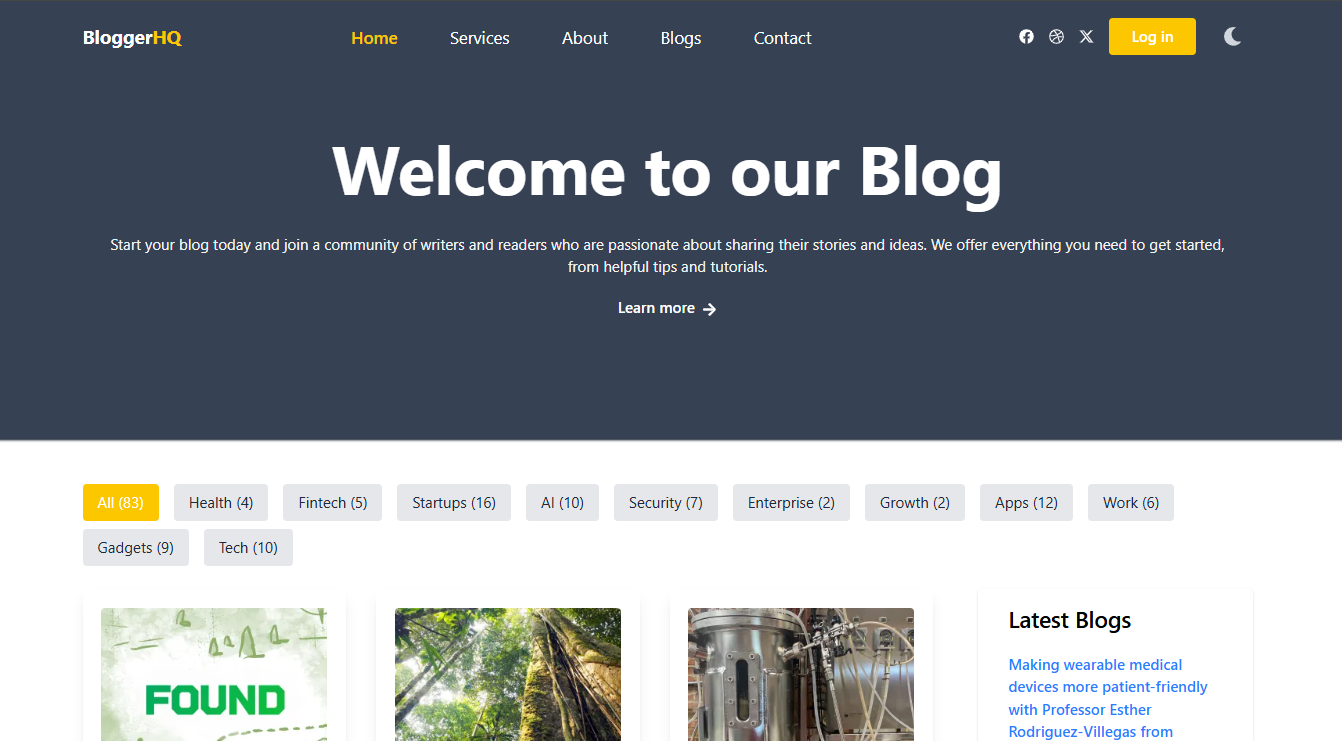 BloggerHQ
Home Services About Blogs Contact
Log in
Welcome to our Blog
Start your blog today and join a community of writers and readers who are passionate about sharing their stories and ideas. We offer everything you need to get started,
from helpful tips and tutorials.
Learn more
All (83) Health (4) Fintech (5) Startups (16) AI (10) Security (7) Enterprise (2) Growth (2) Apps (12) Work (6)
Gadgets (9) Tech (10)
FOUND
Latest Blogs
Making wearable medical
devices more patient-friendly
with Professor Esther
Rodriguez-Villegas from